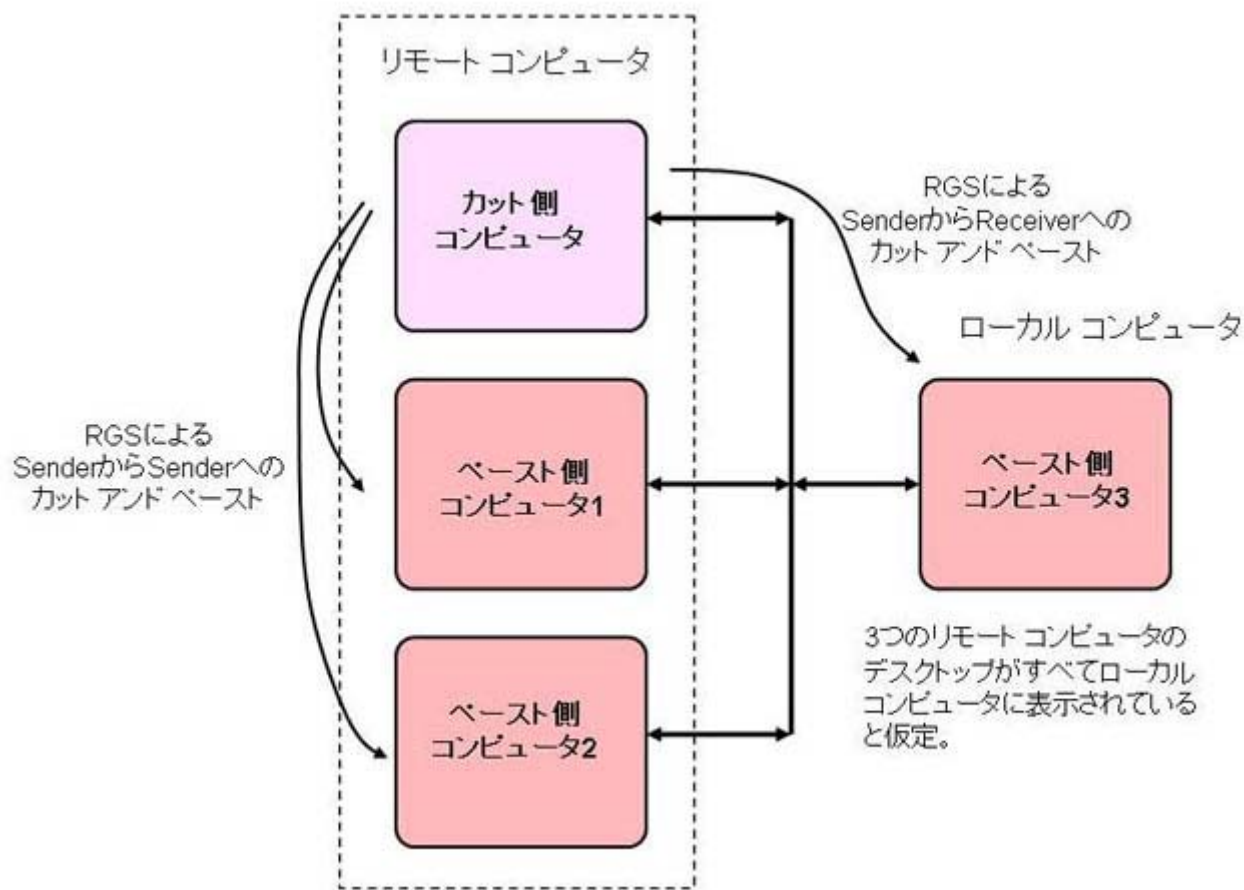 リモート コンピュータ
カット側
コンピュータ
RGSによる
SenderからReceiverへの
カット アンド ペースト
ローカル コンピュータ
RGSによる
SenderからSenderへの
カット アンド ペースト
ペースト側
コンピュータ1
ペースト側
コンピュータ3
ペースト側
コンピュータ2
3つのリモート コンピュータの
デスクトップがすべてローカル
コンピュータに表示されている
と仮定。